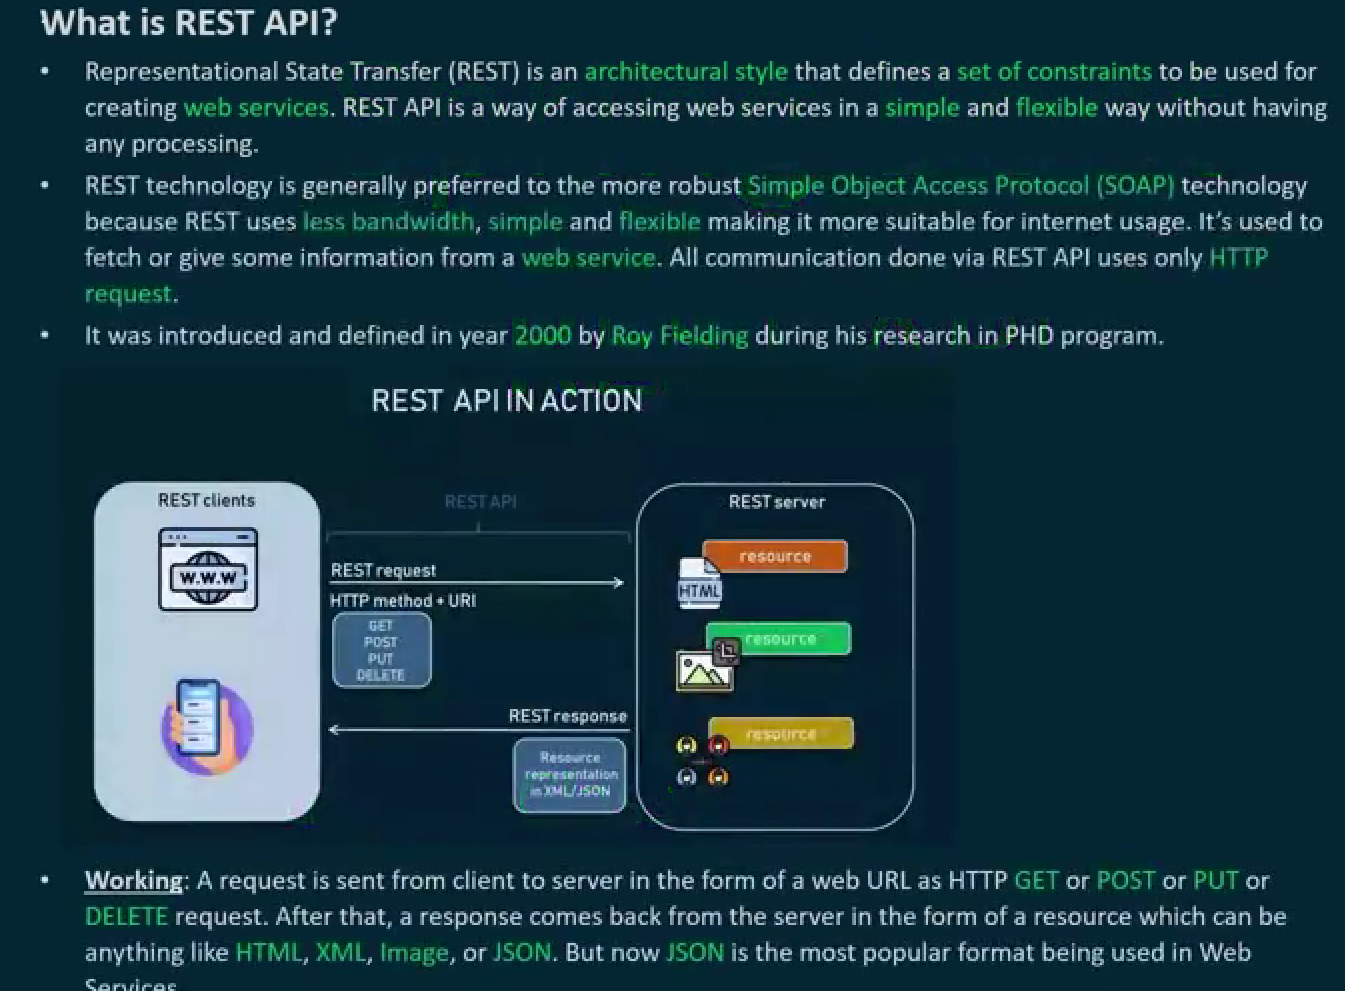 What is REST API?
• Representational State Transfer (REST) is an architectural style that defines a set of constraints to be used for
creating web services. REST API is a way of accessing web services in a simple and flexible way without having
any processing.
• REST technology is generally preferred to the more robust Simple Object Access Protocol (SOAP) technology
because REST uses less bandwidth, simple and flexible making it more suitable for internet usage. It's used to
fetch or give some information from a web service. All communication done via REST API uses only HTTP
request.
• It was introduced and defined in year 2000 by Roy Fielding during his research in PHD program.
REST API IN ACTION
REST clients
W.W.W
REST API
REST request
HTTP method + URI
GET
POST
PUT
DELETE
REST response
Resource
representation
in XML/JSON
REST server
resource
HTML
resource
resource
• Working: A request is sent from client to server in the form of a web URL as HTTP GET or POST or PUT or
DELETE request. After that, a response comes back from the server in the form of a resource which can be
anything like HTML, XML, Image, or JSON. But now JSON is the most popular format being used in Web
Services.